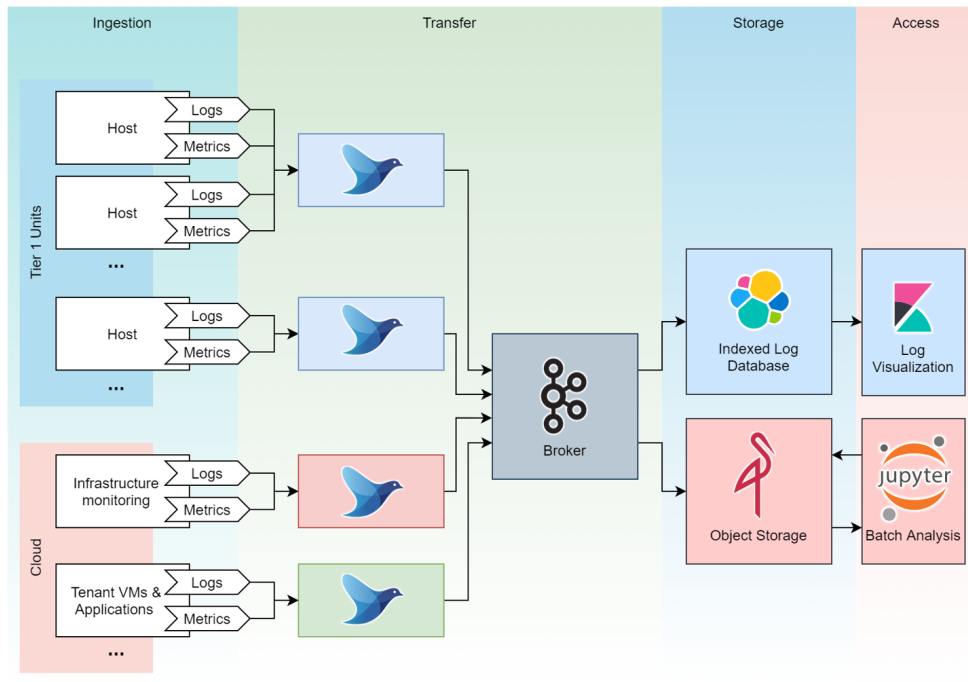 Ingestion
Transfer
Storage
Access
Tier 1 Units
Host
Logs
Metrics
Host
Logs
Metrics
...
Host
Logs
Metrics
...
Cloud
Infrastructure
monitoring
Logs
Metrics
Tenant VMs &
Applications
Logs
Metrics
...
Broker
Indexed Log
Database
Log
Visualization
Object Storage
jupyter
Batch Analysis